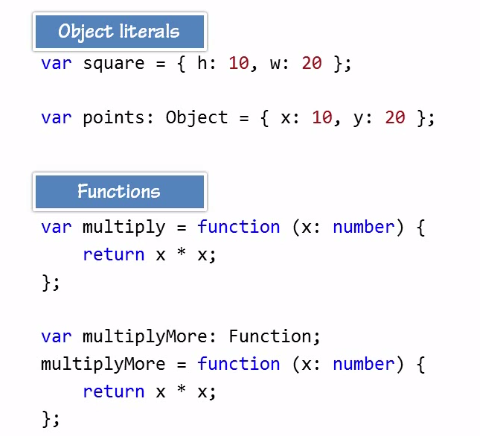 Object literals
var square = { h: 10, w: 20 };
var points: Object = { x: 10, y: 20 };
Functions
var multiply = function (x: number) {
    return x * x;
};
var multiplyMore: Function;
multiplyMore = function (x: number) {
    return x * x;
};